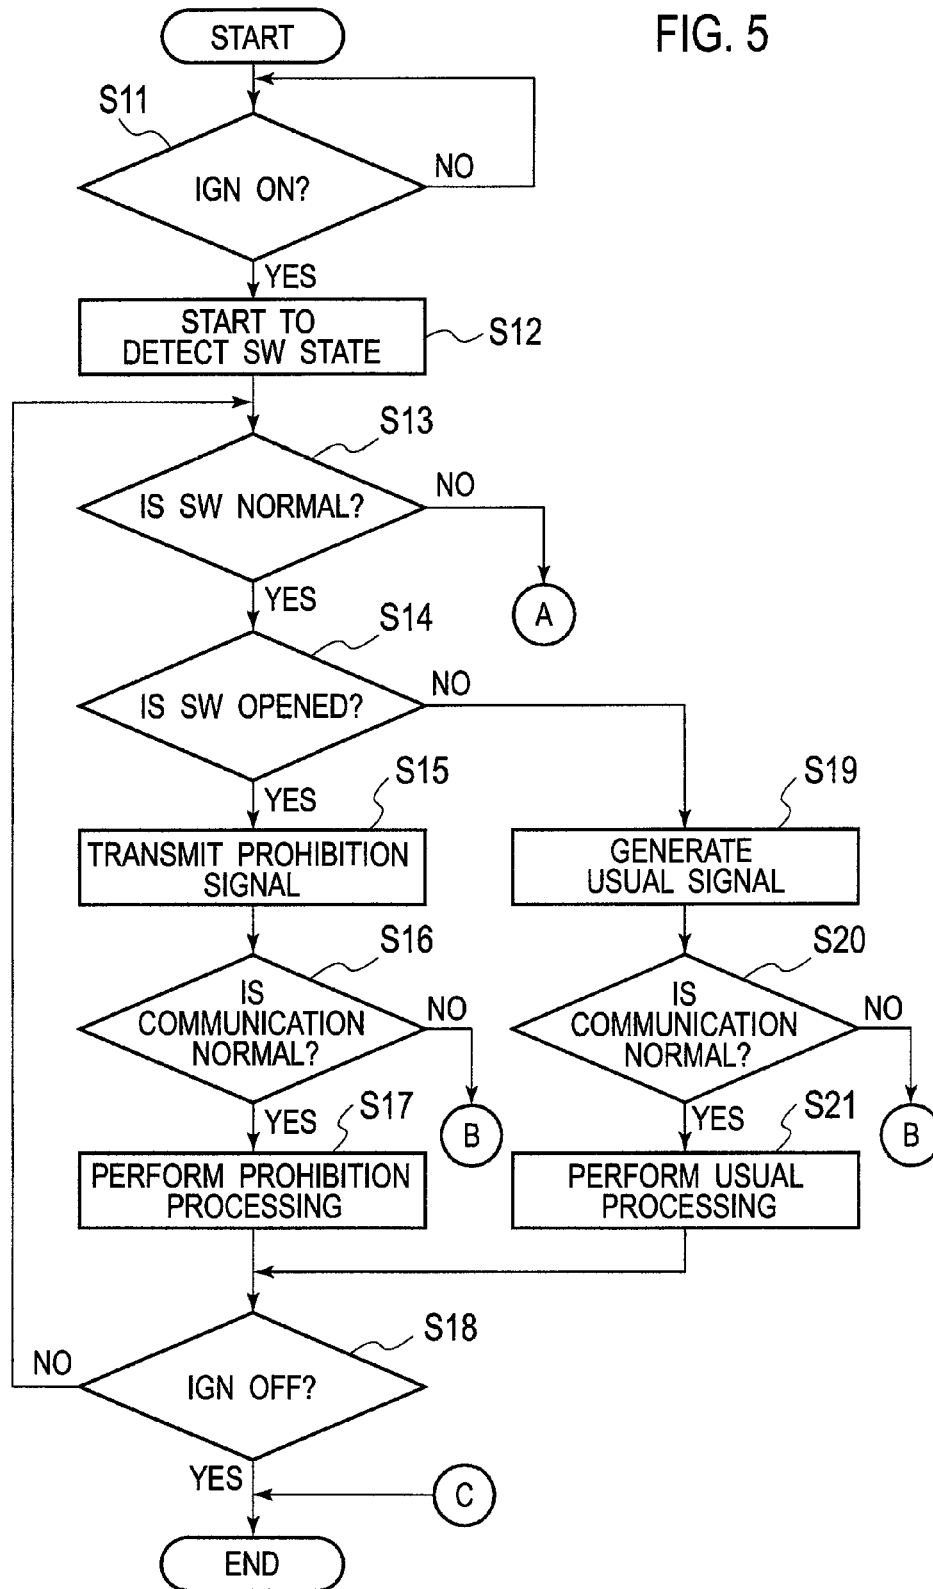 FIG. 5
START
S11
IGN ON?
NO
YES
START TO
DETECT SW STATE
S12
S13
IS SW NORMAL?
NO
A
YES
S14
IS SW OPENED?
NO
YES
S15
TRANSMIT PROHIBITION
SIGNAL
S19
GENERATE
USUAL SIGNAL
S16
IS
COMMUNICATION
NORMAL?
NO
B
YES
S20
IS
COMMUNICATION
NORMAL?
NO
B
YES
S17
PERFORM PROHIBITION
PROCESSING
S21
PERFORM USUAL
PROCESSING
S18
IGN OFF?
NO
YES
C
END